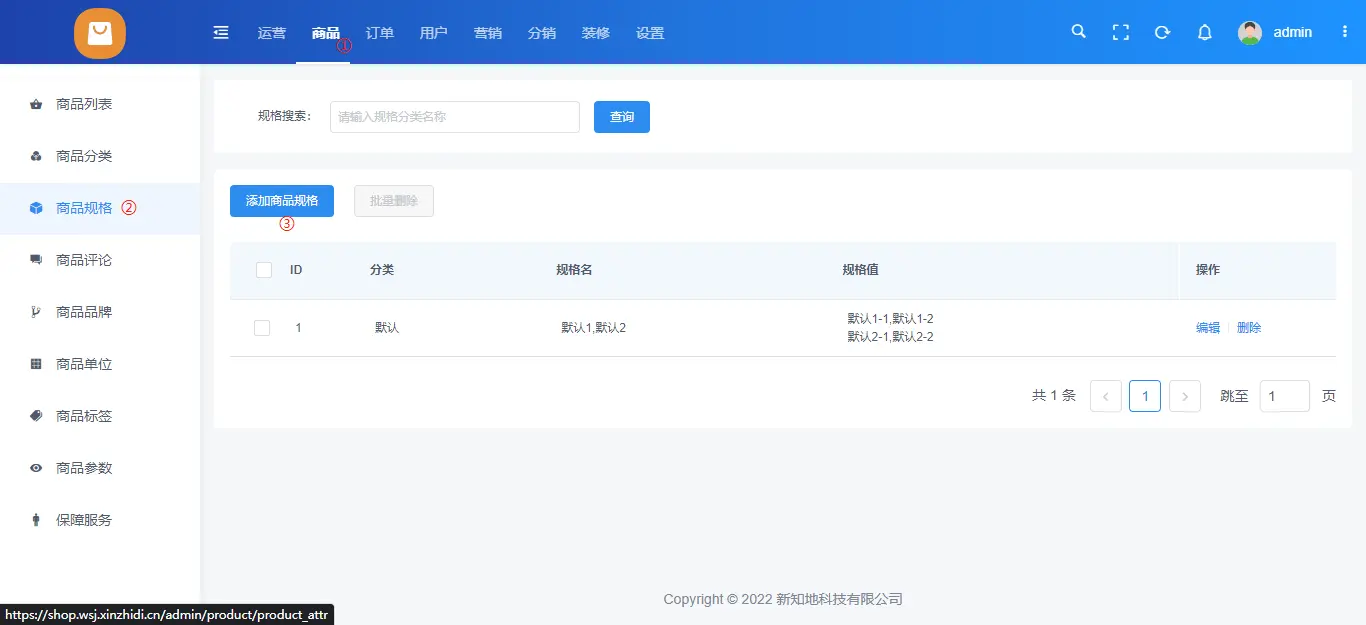 运营 商品 订单 用户 营销 分销 装修 设置 admin
①
商品列表
商品分类
商品规格 ②
商品评论
商品品牌
商品单位
商品标签
商品参数
保障服务
规格搜索： 请输入规格分类名称 查询
添加商品规格 批量删除
③
ID 分类 规格名 规格值 操作
1 默认 默认1,默认2 默认1-1,默认1-2 编辑 删除
默认2-1,默认2-2
共 1 条 1 跳至 1 页
Copyright © 2022 新知地科技有限公司
https://shop.wsj.xinzhidi.cn/admin/product/product_attr